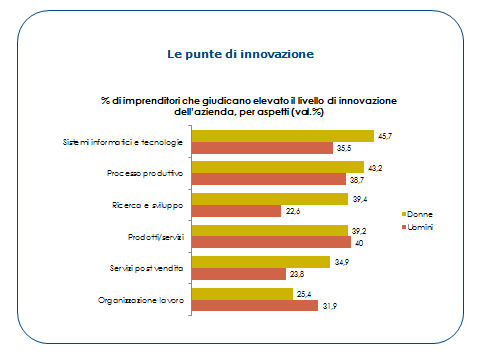 Le punte di innovazione
% di imprenditori che giudicano elevato il livello di innovazione
dell'azienda, per aspetti (val.%)
Sistemi informatici e tecnologie
45,7
35,5
Processo produttivo
43,2
38,7
Ricerca e sviluppo
39,4
22,6
Prodotti/servizi
39,2
40
Servizi post vendita
34,9
23,8
Organizzazione lavoro
25,4
31,9
Donne
Uomini